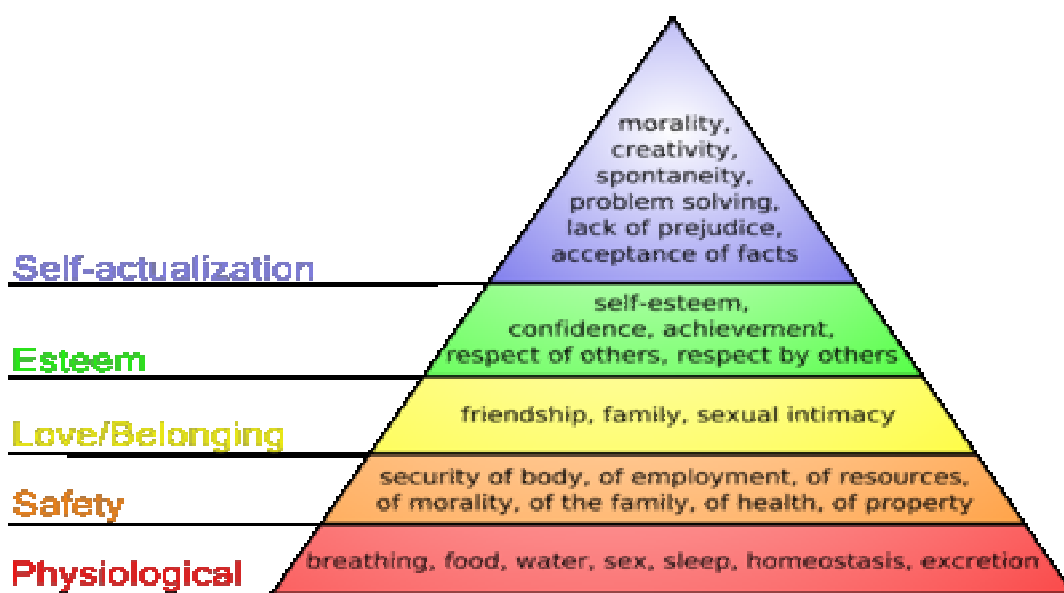 morality,
creativity,
spontaneity,
problem solving,
lack of prejudice,
acceptance of facts
Self-actualization
self-esteem,
confidence, achievement,
respect of others, respect by others
Esteem
friendship, family, sexual intimacy
Love/Belonging
security of body, of employment, of resources,
of morality, of the family, of health, of property
Safety
breathing, food, water, sex, sleep, homeostasis, excretion
Physiological